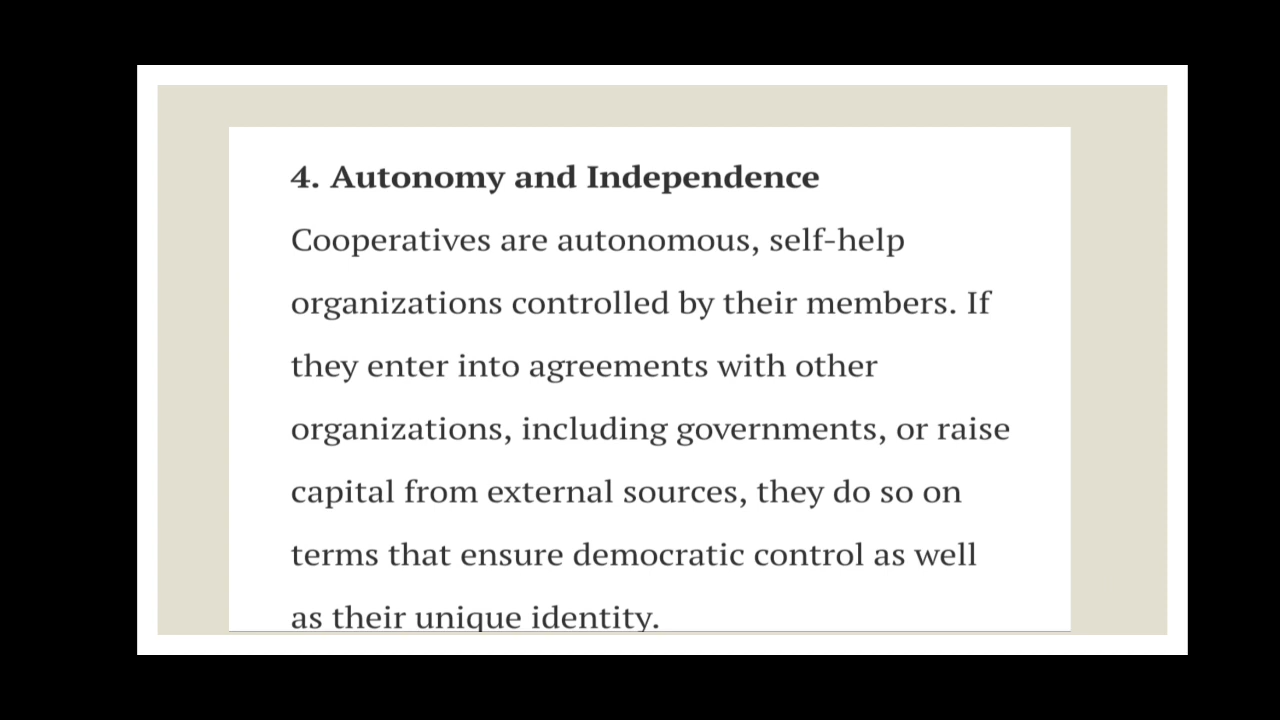 4. Autonomy and Independence
Cooperatives are autonomous, self-help
organizations controlled by their members. If
they enter into agreements with other
organizations, including governments, or raise
capital from external sources, they do so on
terms that ensure democratic control as well
as their unique identity.